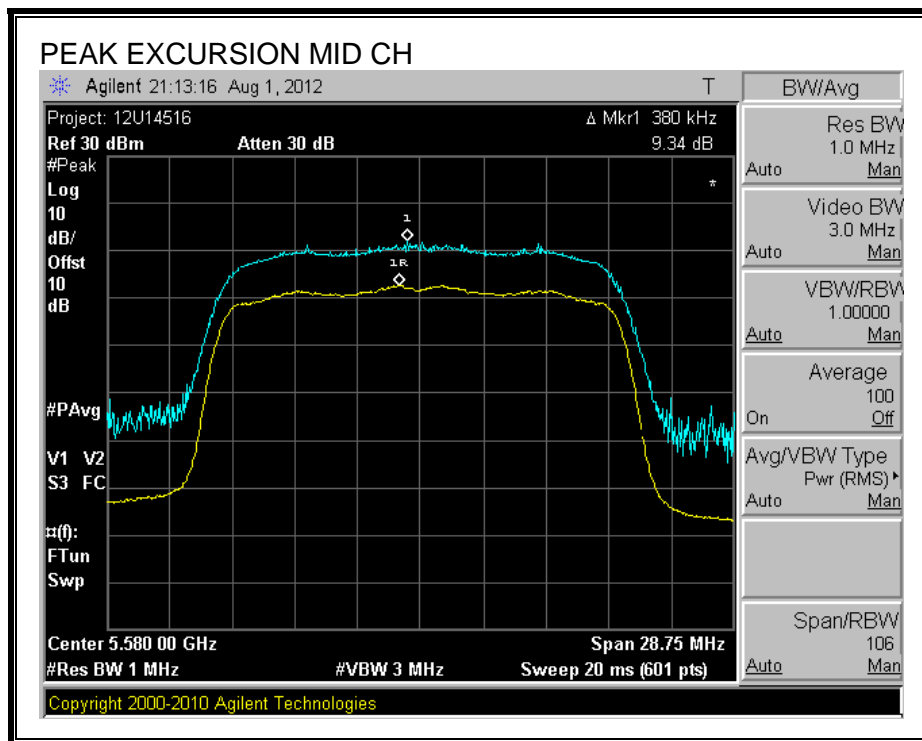 PEAK EXCURSION MID CH
Agilent 21:13:16 Aug 1, 2012 T
Project: 12U14516 Δ Mkr1 380 kHz
Ref 30 dBm Atten 30 dB 9.34 dB
#Peak
Log
10
dB/
Offst
10
dB
1
1R
*
#PAvg
V1 V2
S3 FC
¤(f):
FTun
Swp
Center 5.580 00 GHz Span 28.75 MHz
#Res BW 1 MHz #VBW 3 MHz Sweep 20 ms (601 pts)
Copyright 2000-2010 Agilent Technologies
BW/Avg
Res BW
1.0 MHz
Auto Man
Video BW
3.0 MHz
Auto Man
VBW/RBW
1.00000
Auto Man
Average
100
On Off
Avg/VBW Type
Pwr (RMS)
Auto Man
Span/RBW
106
Auto Man